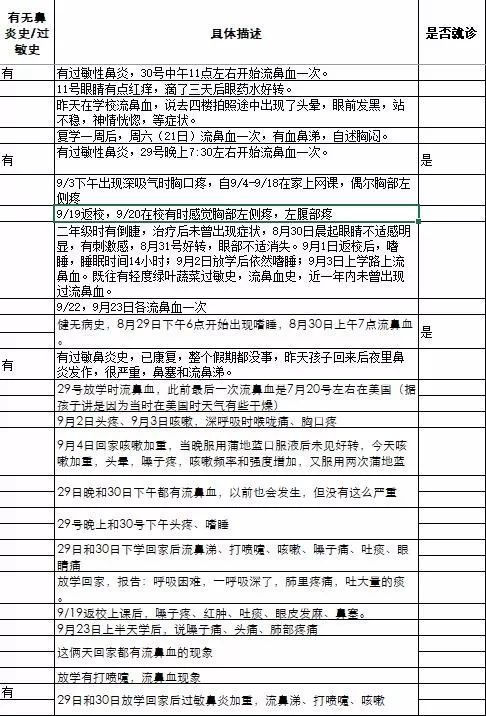 有无鼻
炎史/过
敏史
具体描述
是否就诊
有
有过敏性鼻炎，30号中午11点左右开始流鼻血一次。
11号眼睛有点红痒，滴了三天后眼药水好转。
昨天在学校流鼻血，说去四楼拍照途中出现了头晕，眼前发黑，站
不稳，神情恍惚，等症状。
复学一周后，周六（21日）流鼻血一次，有血鼻涕，自述胸闷。
有
有过敏性鼻炎，29号晚上7:30左右开始流鼻血一次。
是
9/3下午出现深吸气时胸口疼，自9/4-9/18在家上网课，偶尔胸部左
侧疼
9/19返校，9/20在校有时感觉胸部左侧疼，左腹部疼
二年级时有倒睫，治疗后未曾出现症状，8月30日晨起眼睛不适感明
显，有刺激感，8月31号好转，眼部不适消失。9月1日返校后，嗜
睡，睡眠时间14小时；9月2日放学后依然嗜睡；9月3日上学路上流
鼻血。既往有轻度绿叶蔬菜过敏史，流鼻血史，近一年内未曾出现
过流鼻血。
9/22，9月23日各流鼻血一次
健无病史，8月29日下午6点开始出现嗜睡，8月30日上午7点流鼻血
。
是
有
有过敏鼻炎史，已康复，整个假期都没事，昨天孩子回来后夜里鼻
炎发作，很严重，鼻塞和流鼻涕。
29号放学时流鼻血，此前最后一次流鼻血是7月20号左右在美国（据
孩子讲是因为当时在美国时天气有些干燥）
9月2日头疼、9月3日咳嗽，深呼吸时喉咙痛、胸口疼
9月4日回家咳嗽加重，当晚服用蒲地蓝口服液后未见好转，今天咳
嗽加重，头晕，嗓子疼，咳嗽频率和强度增加，又服用两次蒲地蓝
29日晚和30日下午都有流鼻血，以前也会发生，但没有这么严重
29号晚上和30号下午头疼、嗜睡
29日和30日下学回家后流鼻涕、打喷嚏、咳嗽、嗓子痛、吐痰、眼
睛痛
放学回家，报告：呼吸困难，一呼吸深了，肺里疼痛，吐大量的痰。
9/19返校上课后，嗓子疼、红肿、吐痰、眼皮发麻、鼻塞。
9月23日上半天学后，说嗓子痛、头痛、肺部疼痛
这俩天回家都有流鼻血的现象
放学有打喷嚏，流鼻血现象
有
29日和30日放学回家后过敏鼻炎加重，流鼻涕、打喷嚏、咳嗽